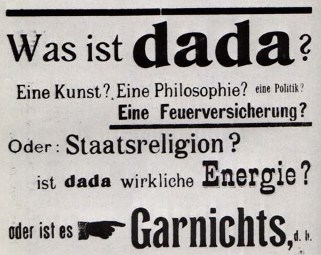 Was ist dada?
Eine Kunst? Eine Philosophie? eine Politik?
Eine Feuerversicherung?
Oder: Staatsreligion?
ist dada wirkliche Energie?
oder ist es Garnichts, d. h.